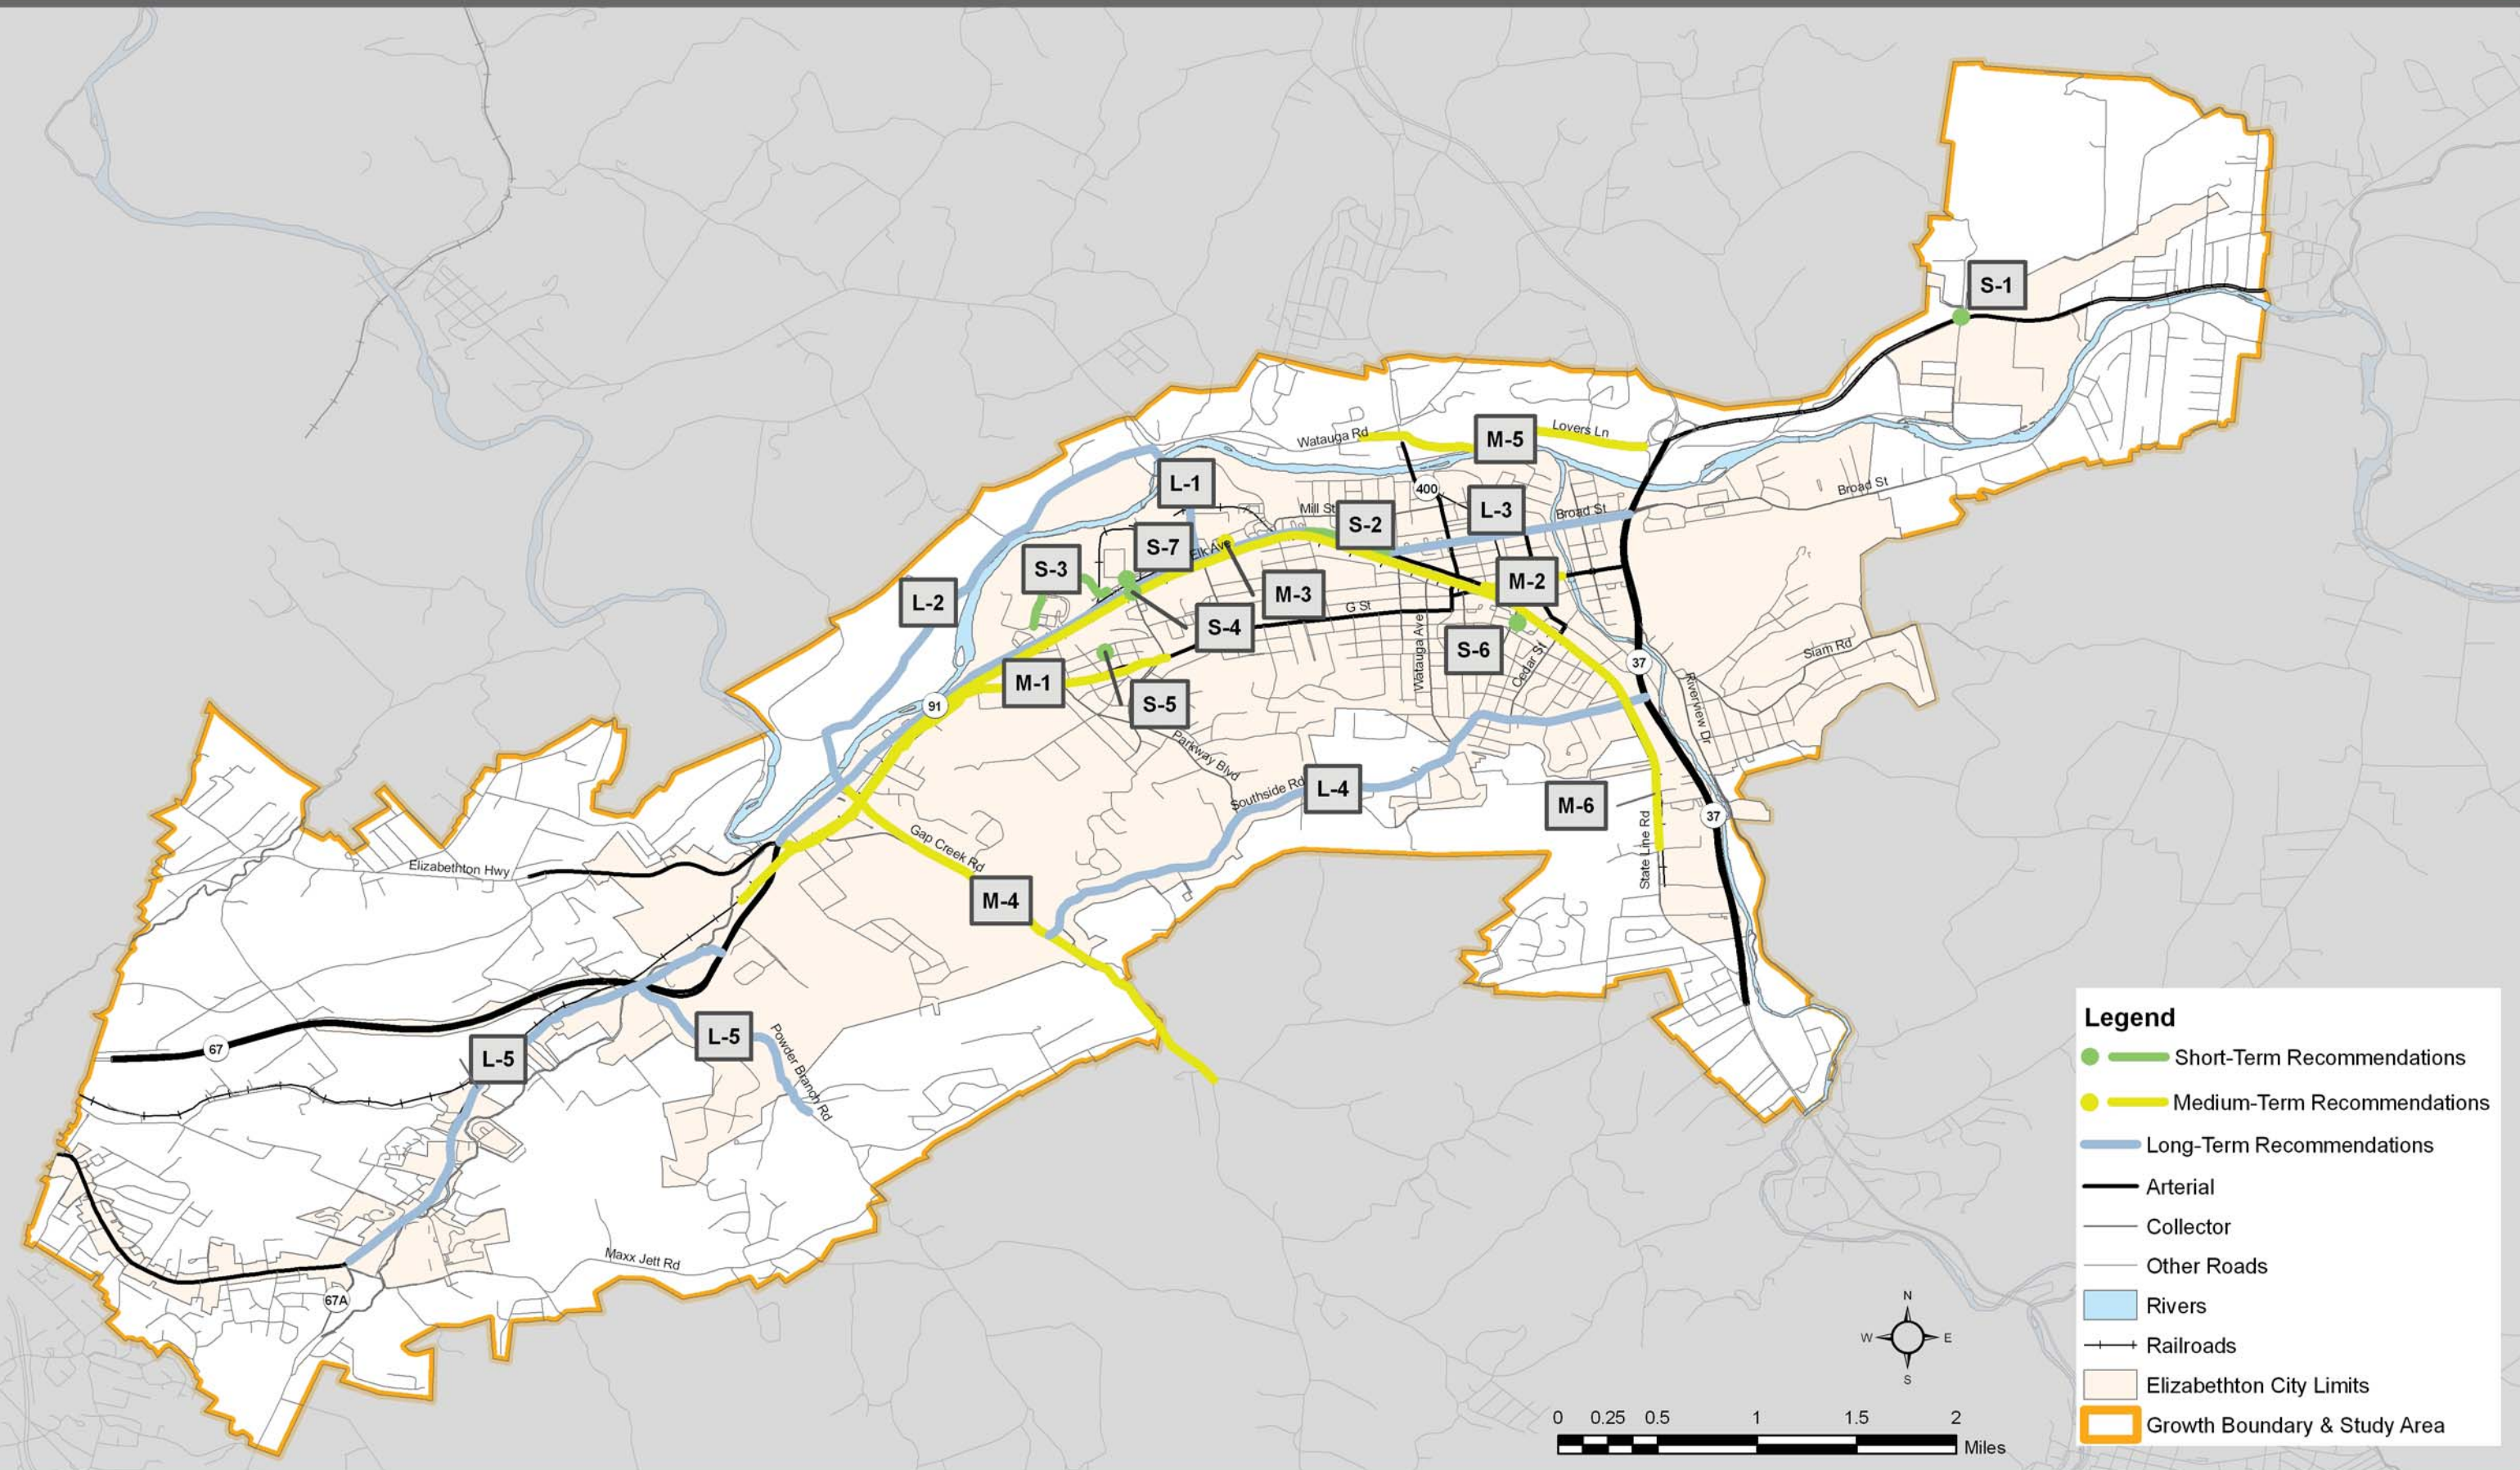 S-1
Watauga Rd
M-5
Lovers Ln
L-1
400
L-3
Broad St
Broad St
Mill St
S-2
S-7
Elk Ave
S-3
M-2
M-3
L-2
G St
S-4
Watauga Ave
S-6
Cedar St
37
Siam Rd
M-1
91
S-5
Riverview Dr
Parkway Blvd
Southside Rd
L-4
M-6
37
State Line Rd
Gap Creek Rd
Elizabethton Hwy
M-4
67
L-5
L-5
Powder Branch Rd
Maxx Jett Rd
67A
Legend
Short-Term Recommendations
Medium-Term Recommendations
Long-Term Recommendations
Arterial
Collector
Other Roads
Rivers
Railroads
Elizabethton City Limits
Growth Boundary & Study Area
N
W E
S
0 0.25 0.5 1 1.5 2
Miles